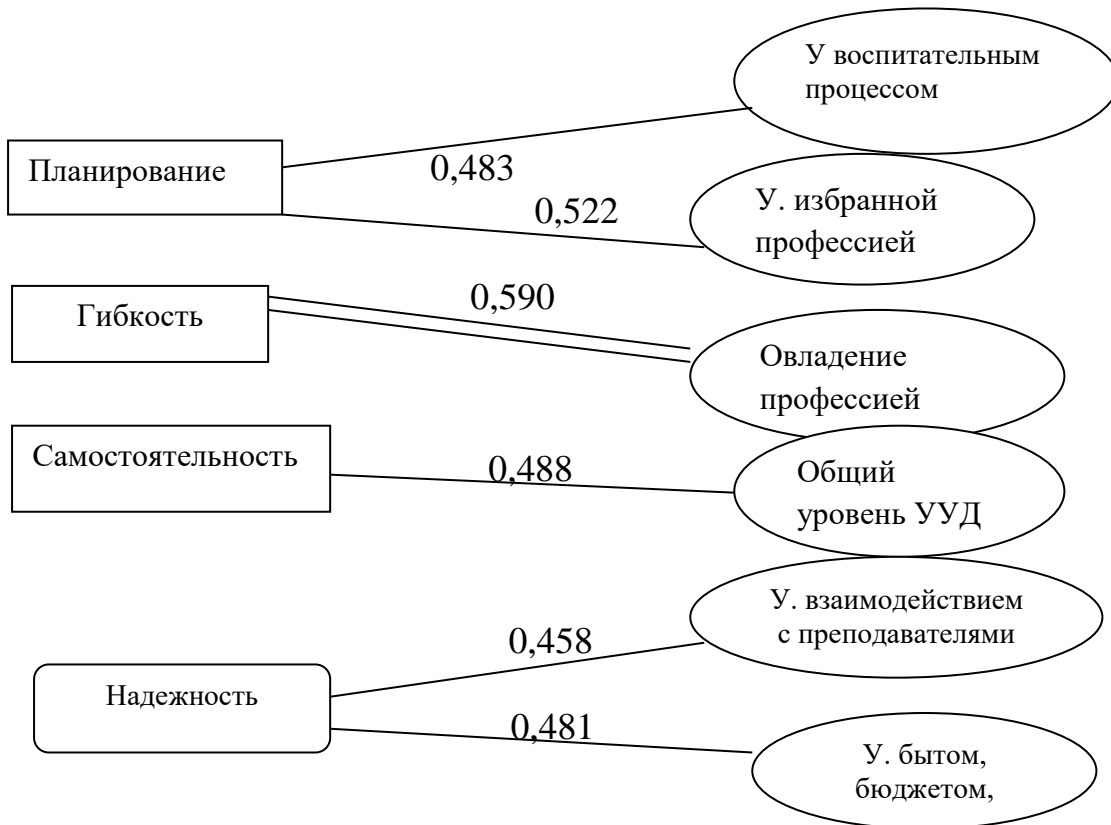 У воспитательным
процессом
Планирование
0,483
0,522
У. избранной
профессией
Гибкость
0,590
Овладение
профессией
Самостоятельность
0,488
Общий
уровень УУД
У. взаимодействием
с преподавателями
0,458
Надежность
0,481
У. бытом,
бюджетом,